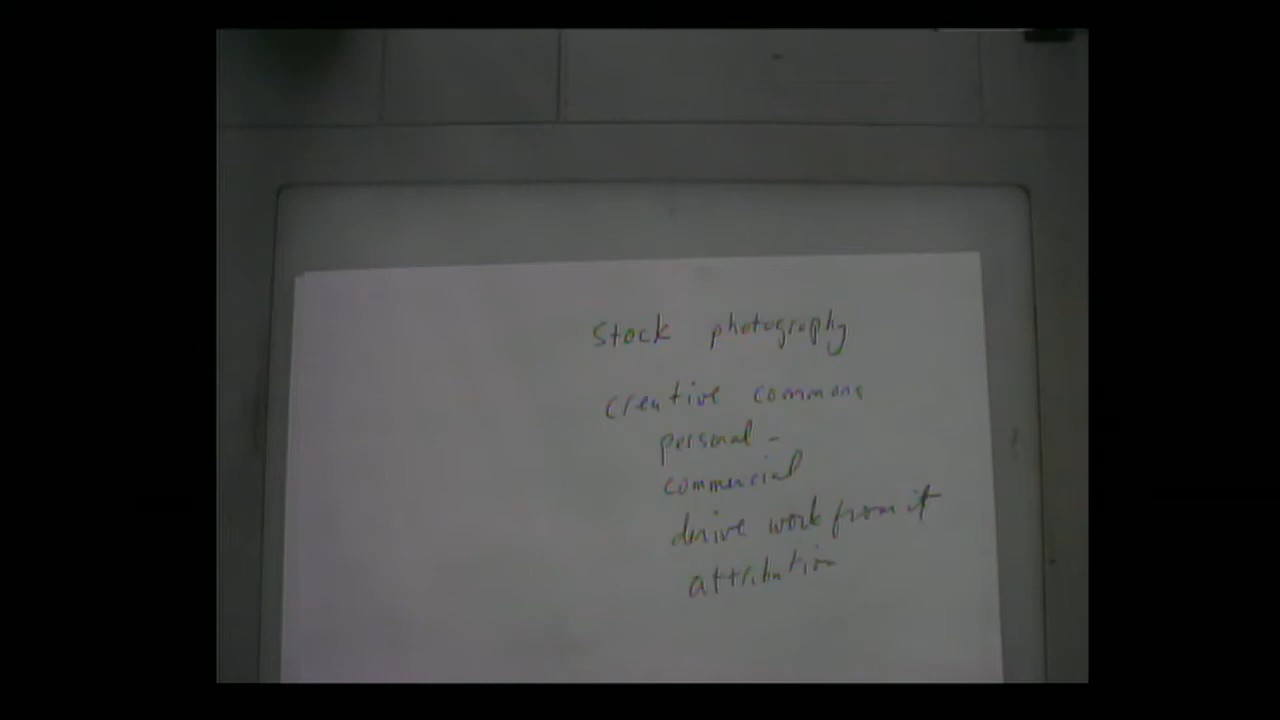 Stock photography
creative commons
personal -
commercial
derive work from it
attribution